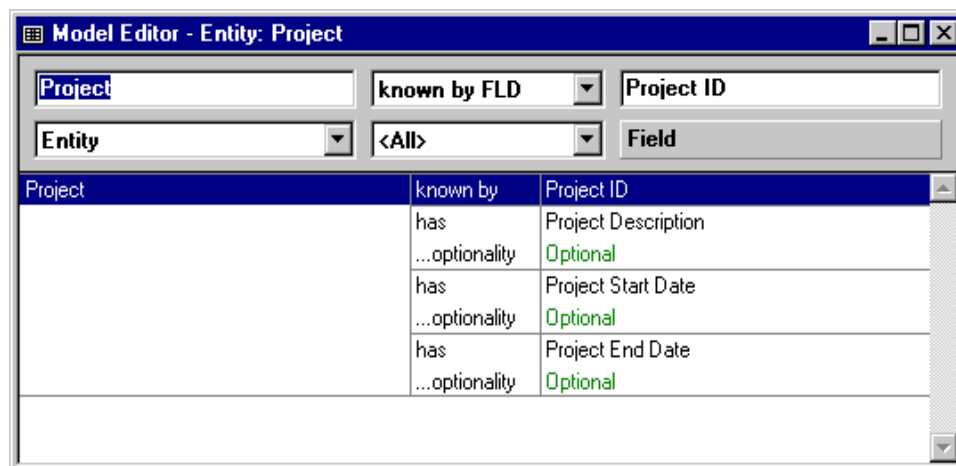 Model Editor - Entity: Project
Project known by FLD Project ID
Entity <All> Field
Project known by Project ID
has Project Description
...optionality Optional
has Project Start Date
...optionality Optional
has Project End Date
...optionality Optional